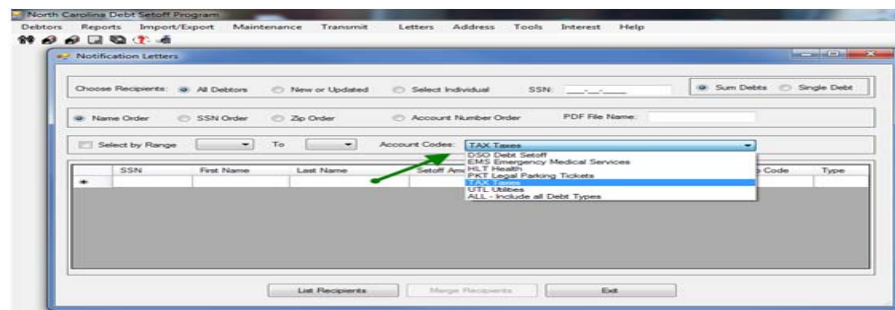 North Carolina Debt Setoff Program
Debtors Reports Import/Export Maintenance Transmit Letters Address Tools Interest Help
Notification Letters
Choose Recipients: All Debtors New or Updated Select Individual SSN: ___-__-____ Sum Debts Single Debt
Name Order SSN Order Zip Order Account Number Order PDF File Name:
Select by Range To Account Codes: TAX Taxes
DSO Debt Setoff
EMS Emergency Medical Services
HLT Health
PKT Legal Parking Tickets
TAX Taxes
UTL Utilities
ALL - Include all Debt Types
SSN First Name Last Name Setoff Code Type
List Recipients Merge Recipients Exit